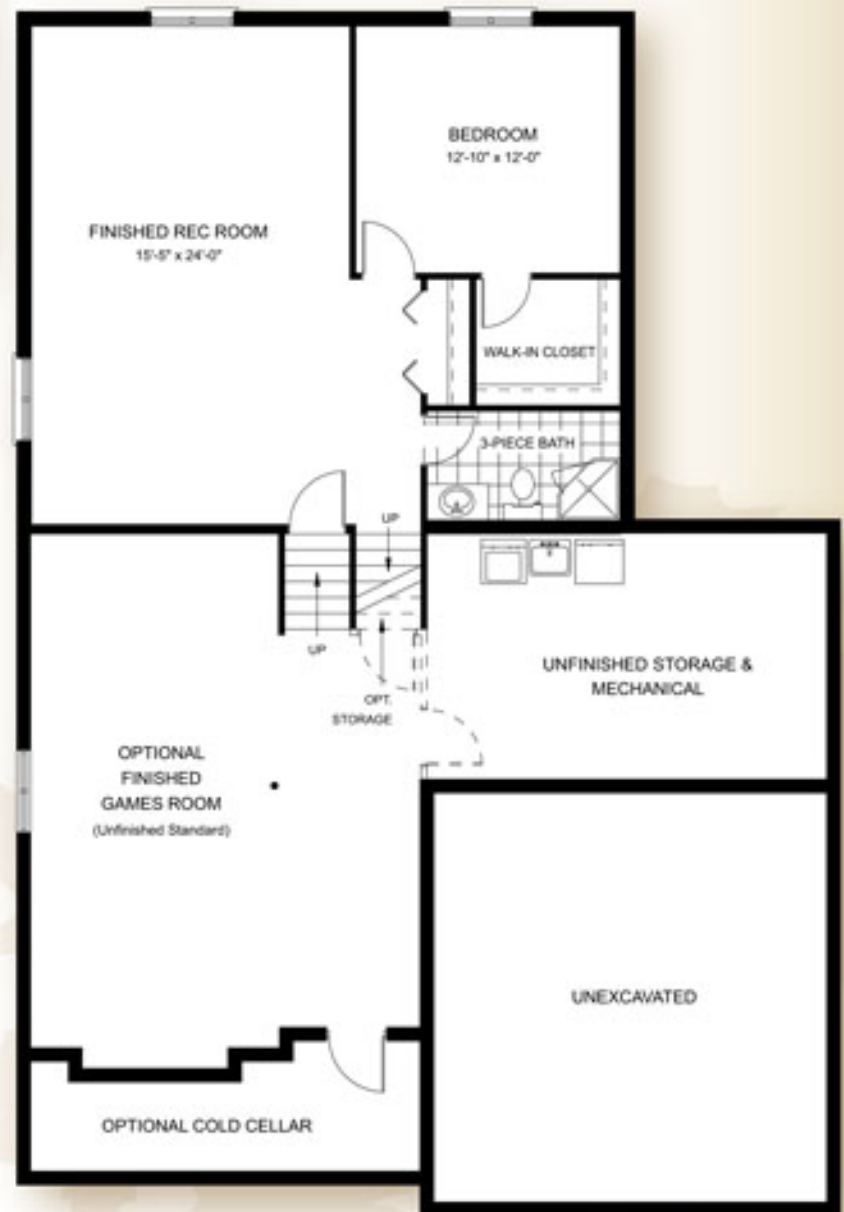 BEDROOM
12'-10" x 12'-0"
FINISHED REC ROOM
15'-5" x 24'-0"
WALK-IN CLOSET
3-PIECE BATH
UP
UP
OPT.
STORAGE
UNFINISHED STORAGE &
MECHANICAL
OPTIONAL
FINISHED
GAMES ROOM
(Unfinished Standard)
UNEXCAVATED
OPTIONAL COLD CELLAR